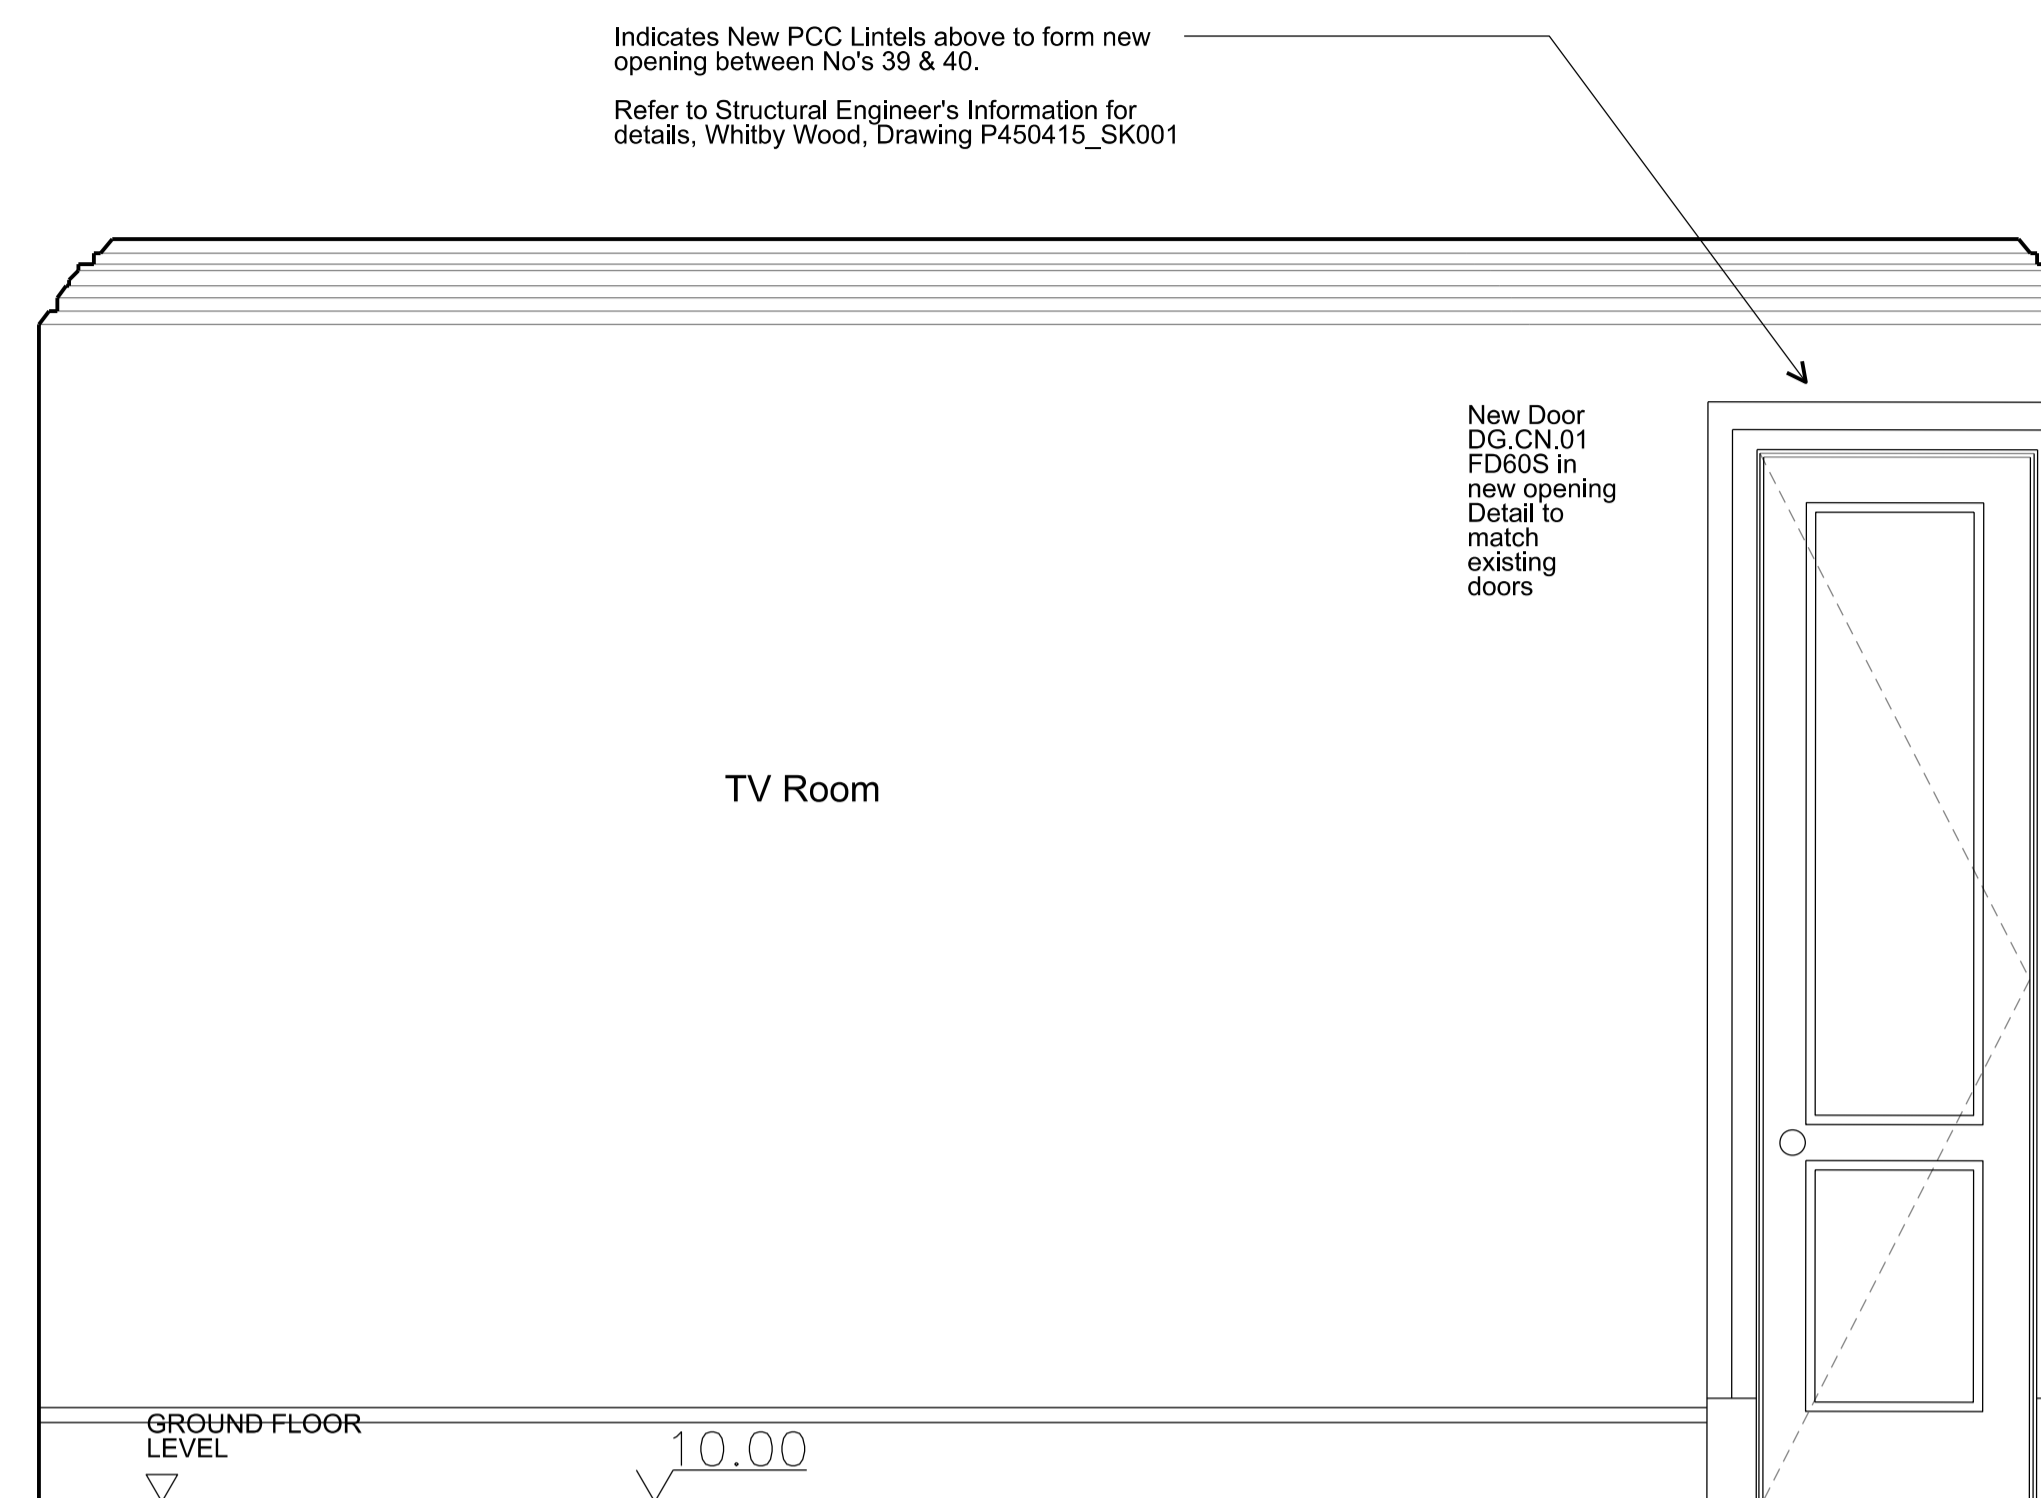 Indicates New PCC Lintels above to form new
opening between No's 39 & 40.
Refer to Structural Engineer's Information for
details, Whitby Wood, Drawing P450415_SK001
New Door
DG.CN.01
FD60S in
new opening
Detail to
match
existing
doors
TV Room
GROUND FLOOR
LEVEL
10.00